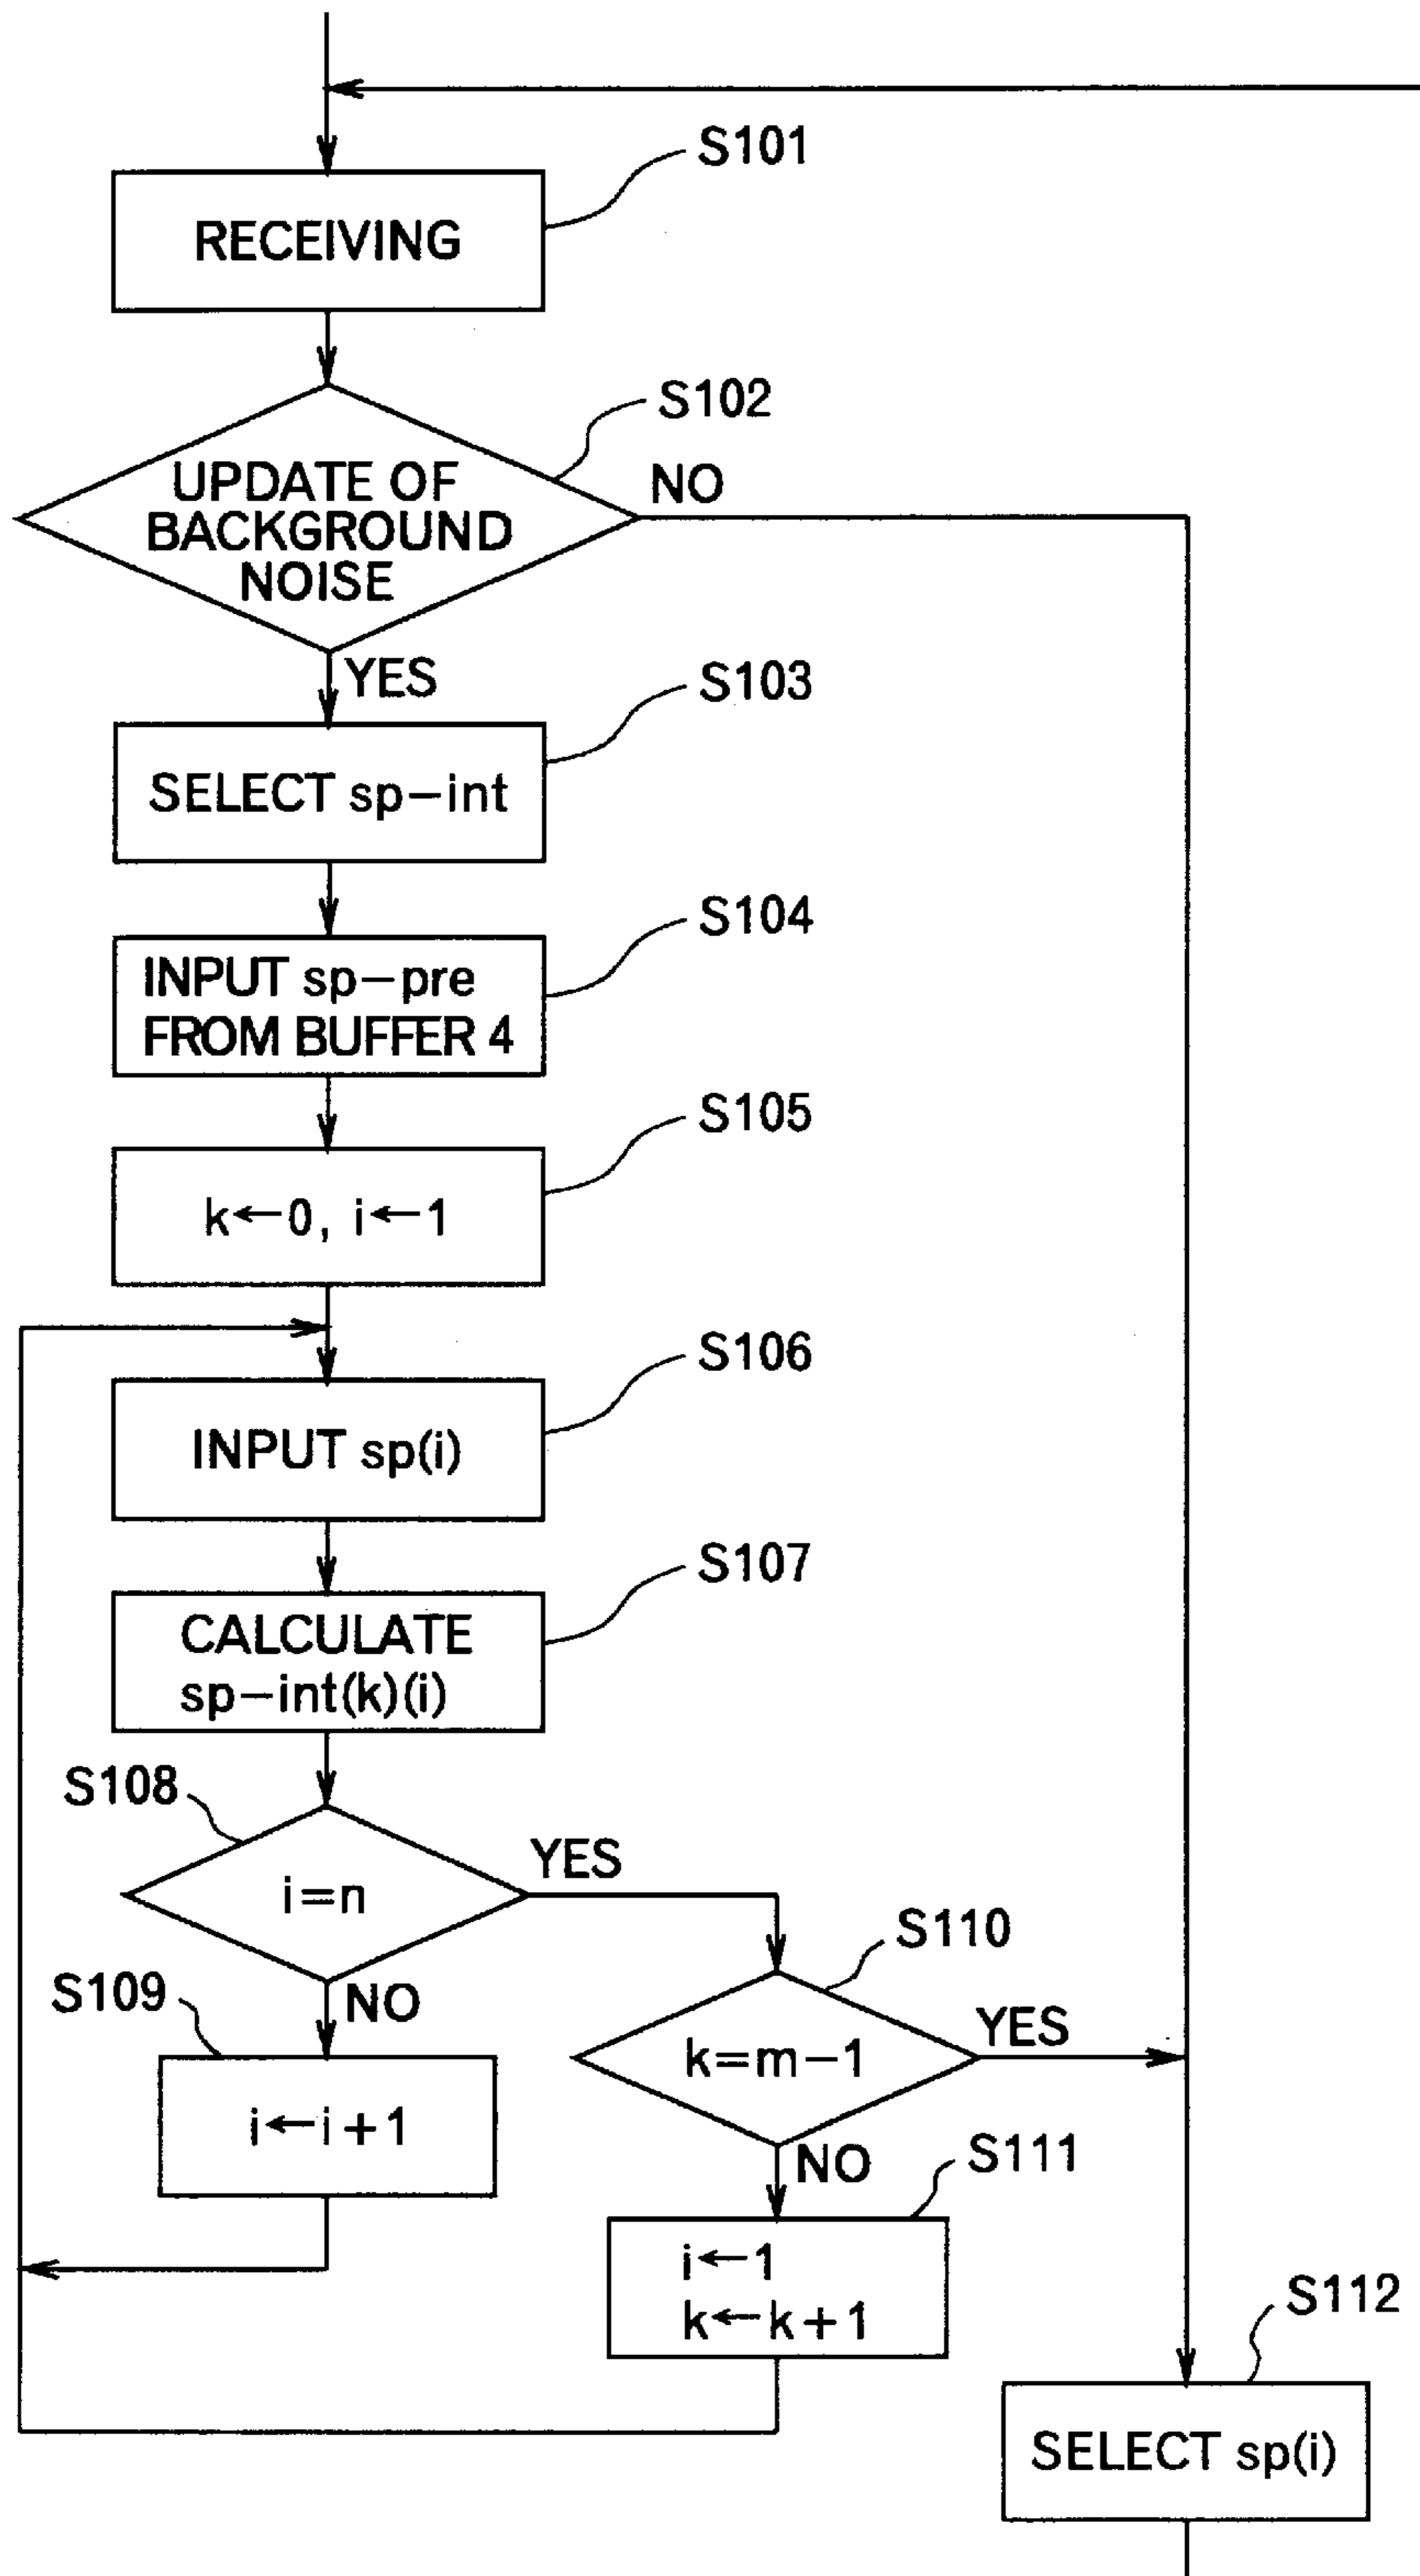 S101
RECEIVING
S102
UPDATE OF
BACKGROUND
NOISE
NO
YES
S103
SELECT sp-int
S104
INPUT sp-pre
FROM BUFFER 4
S105
k←0, i←1
S106
INPUT sp(i)
S107
CALCULATE
sp-int(k)(i)
S108
i=n
YES
S110
S109
NO
k=m-1
YES
i←i+1
NO
S111
i←1
k←k+1
S112
SELECT sp(i)